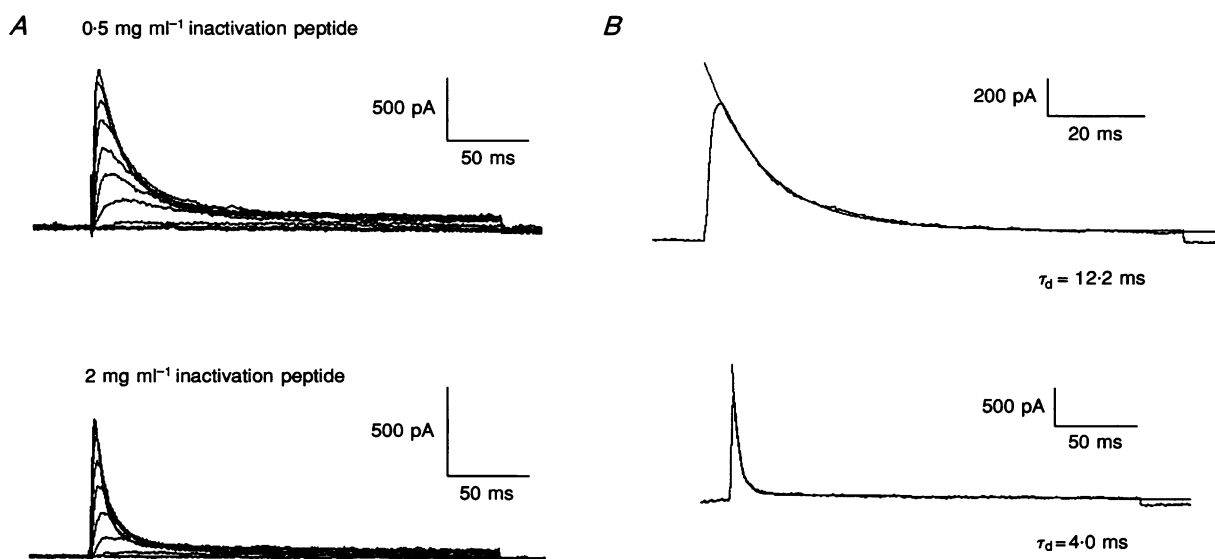 A
0·5 mg ml⁻¹ inactivation peptide
500 pA
50 ms
B
200 pA
20 ms
τd = 12·2 ms
2 mg ml⁻¹ inactivation peptide
500 pA
50 ms
500 pA
50 ms
τd=4·0 ms